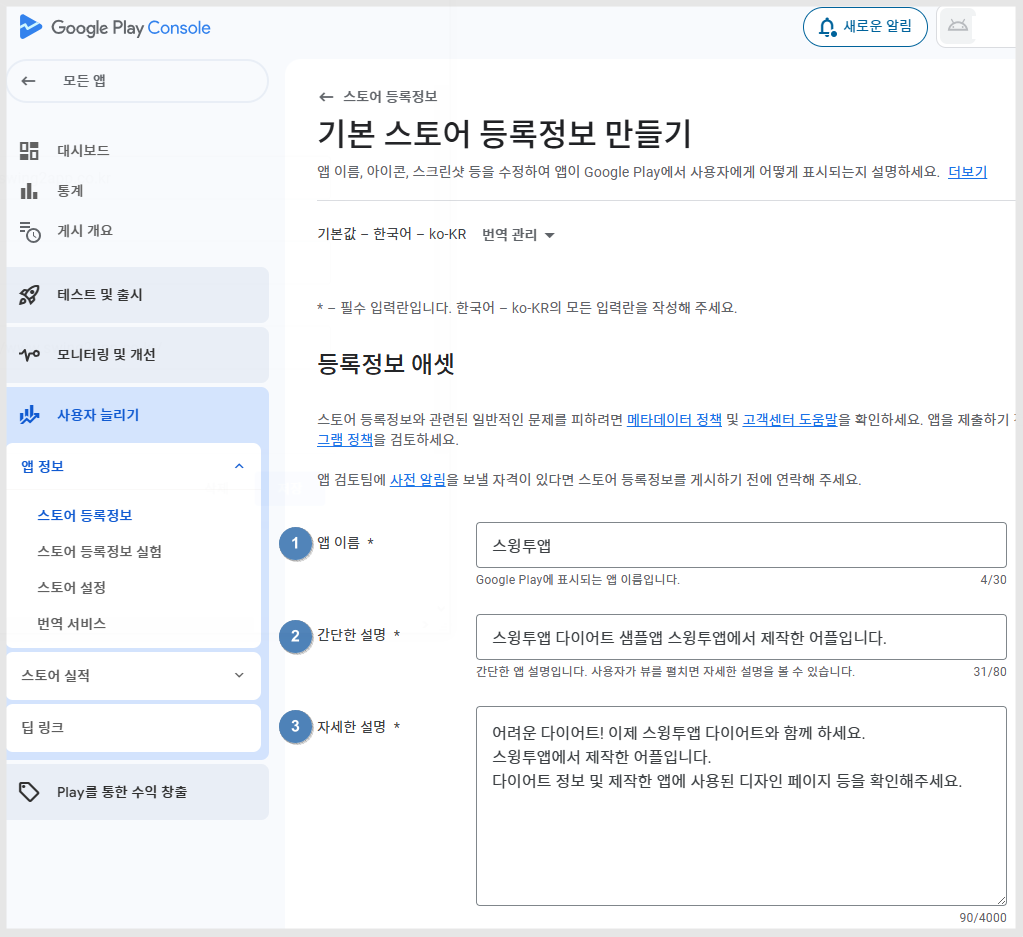 Google Play Console
새로운 알림
모든 앱
대시보드
통계
게시 개요
테스트 및 출시
모니터링 및 개선
사용자 늘리기
앱 정보
스토어 등록정보
스토어 등록정보 실험
스토어 설정
번역 서비스
스토어 실적
딥 링크
Play를 통한 수익 창출
스토어 등록정보
기본 스토어 등록정보 만들기
앱 이름, 아이콘, 스크린샷 등을 수정하여 앱이 Google Play에서 사용자에게 어떻게 표시되는지 설명하세요. 더보기
기본값 – 한국어 – ko-KR 번역 관리
* – 필수 입력란입니다. 한국어 – ko-KR의 모든 입력란을 작성해 주세요.
등록정보 애셋
스토어 등록정보와 관련된 일반적인 문제를 피하려면 메타데이터 정책 및 고객센터 도움말을 확인하세요. 앱을 제출하기
그램 정책을 검토하세요.
앱 검토팀에 사전 알림을 보낼 자격이 있다면 스토어 등록정보를 게시하기 전에 연락해 주세요.
1 앱 이름 *
스윙투앱
Google Play에 표시되는 앱 이름입니다. 4/30
2 간단한 설명 *
스윙투앱 다이어트 샘플앱 스윙투앱에서 제작한 어플입니다.
간단한 앱 설명입니다. 사용자가 뷰를 펼치면 자세한 설명을 볼 수 있습니다. 31/80
3 자세한 설명 *
어려운 다이어트! 이제 스윙투앱 다이어트와 함께 하세요.
스윙투앱에서 제작한 어플입니다.
다이어트 정보 및 제작한 앱에 사용된 디자인 페이지 등을 확인해주세요.
90/4000